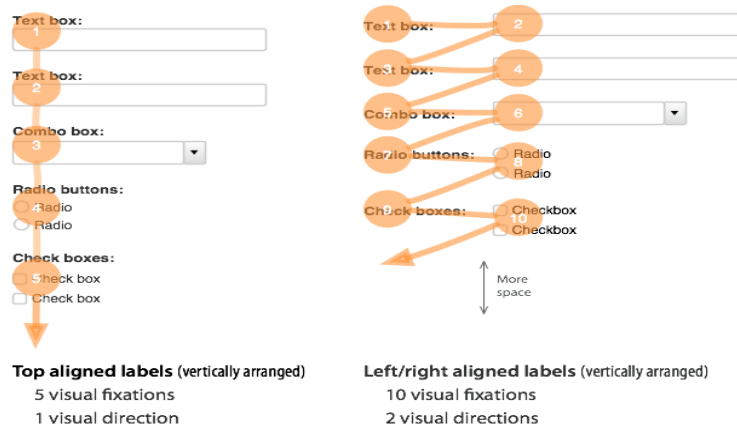 Text box:
1
Text box:
2
Combo box:
3
Radio buttons:
4 Radio
Radio
Check boxes:
5 Check box
Check box
Top aligned labels (vertically arranged)
5 visual fixations
1 visual direction
Text box:
1
2
Text box:
3
4
Combo box:
5
6
Radio buttons:
7
8
Radio
Radio
Check boxes:
9
10
Checkbox
Checkbox
More
space
Left/right aligned labels (vertically arranged)
10 visual fixations
2 visual directions